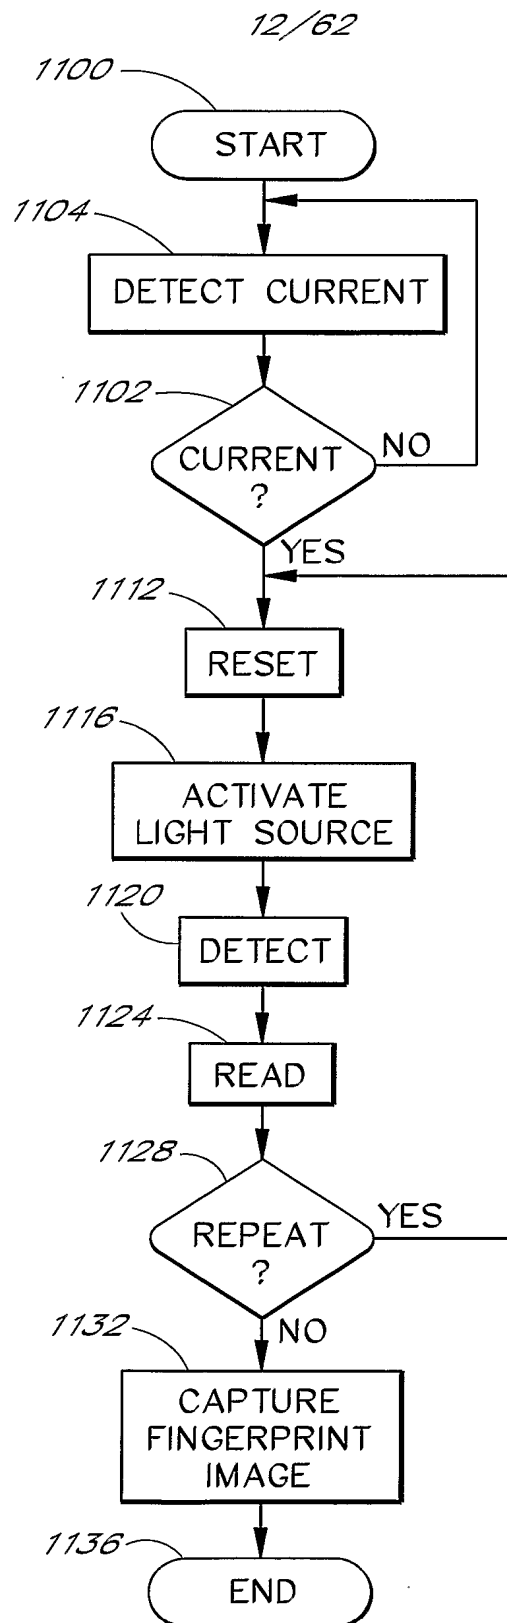 12/62
1100
START
1104
DETECT CURRENT
1102
CURRENT
?
NO
YES
1112
RESET
1116
ACTIVATE
LIGHT SOURCE
1120
DETECT
1124
READ
1128
REPEAT
?
YES
NO
1132
CAPTURE
FINGERPRINT
IMAGE
1136
END